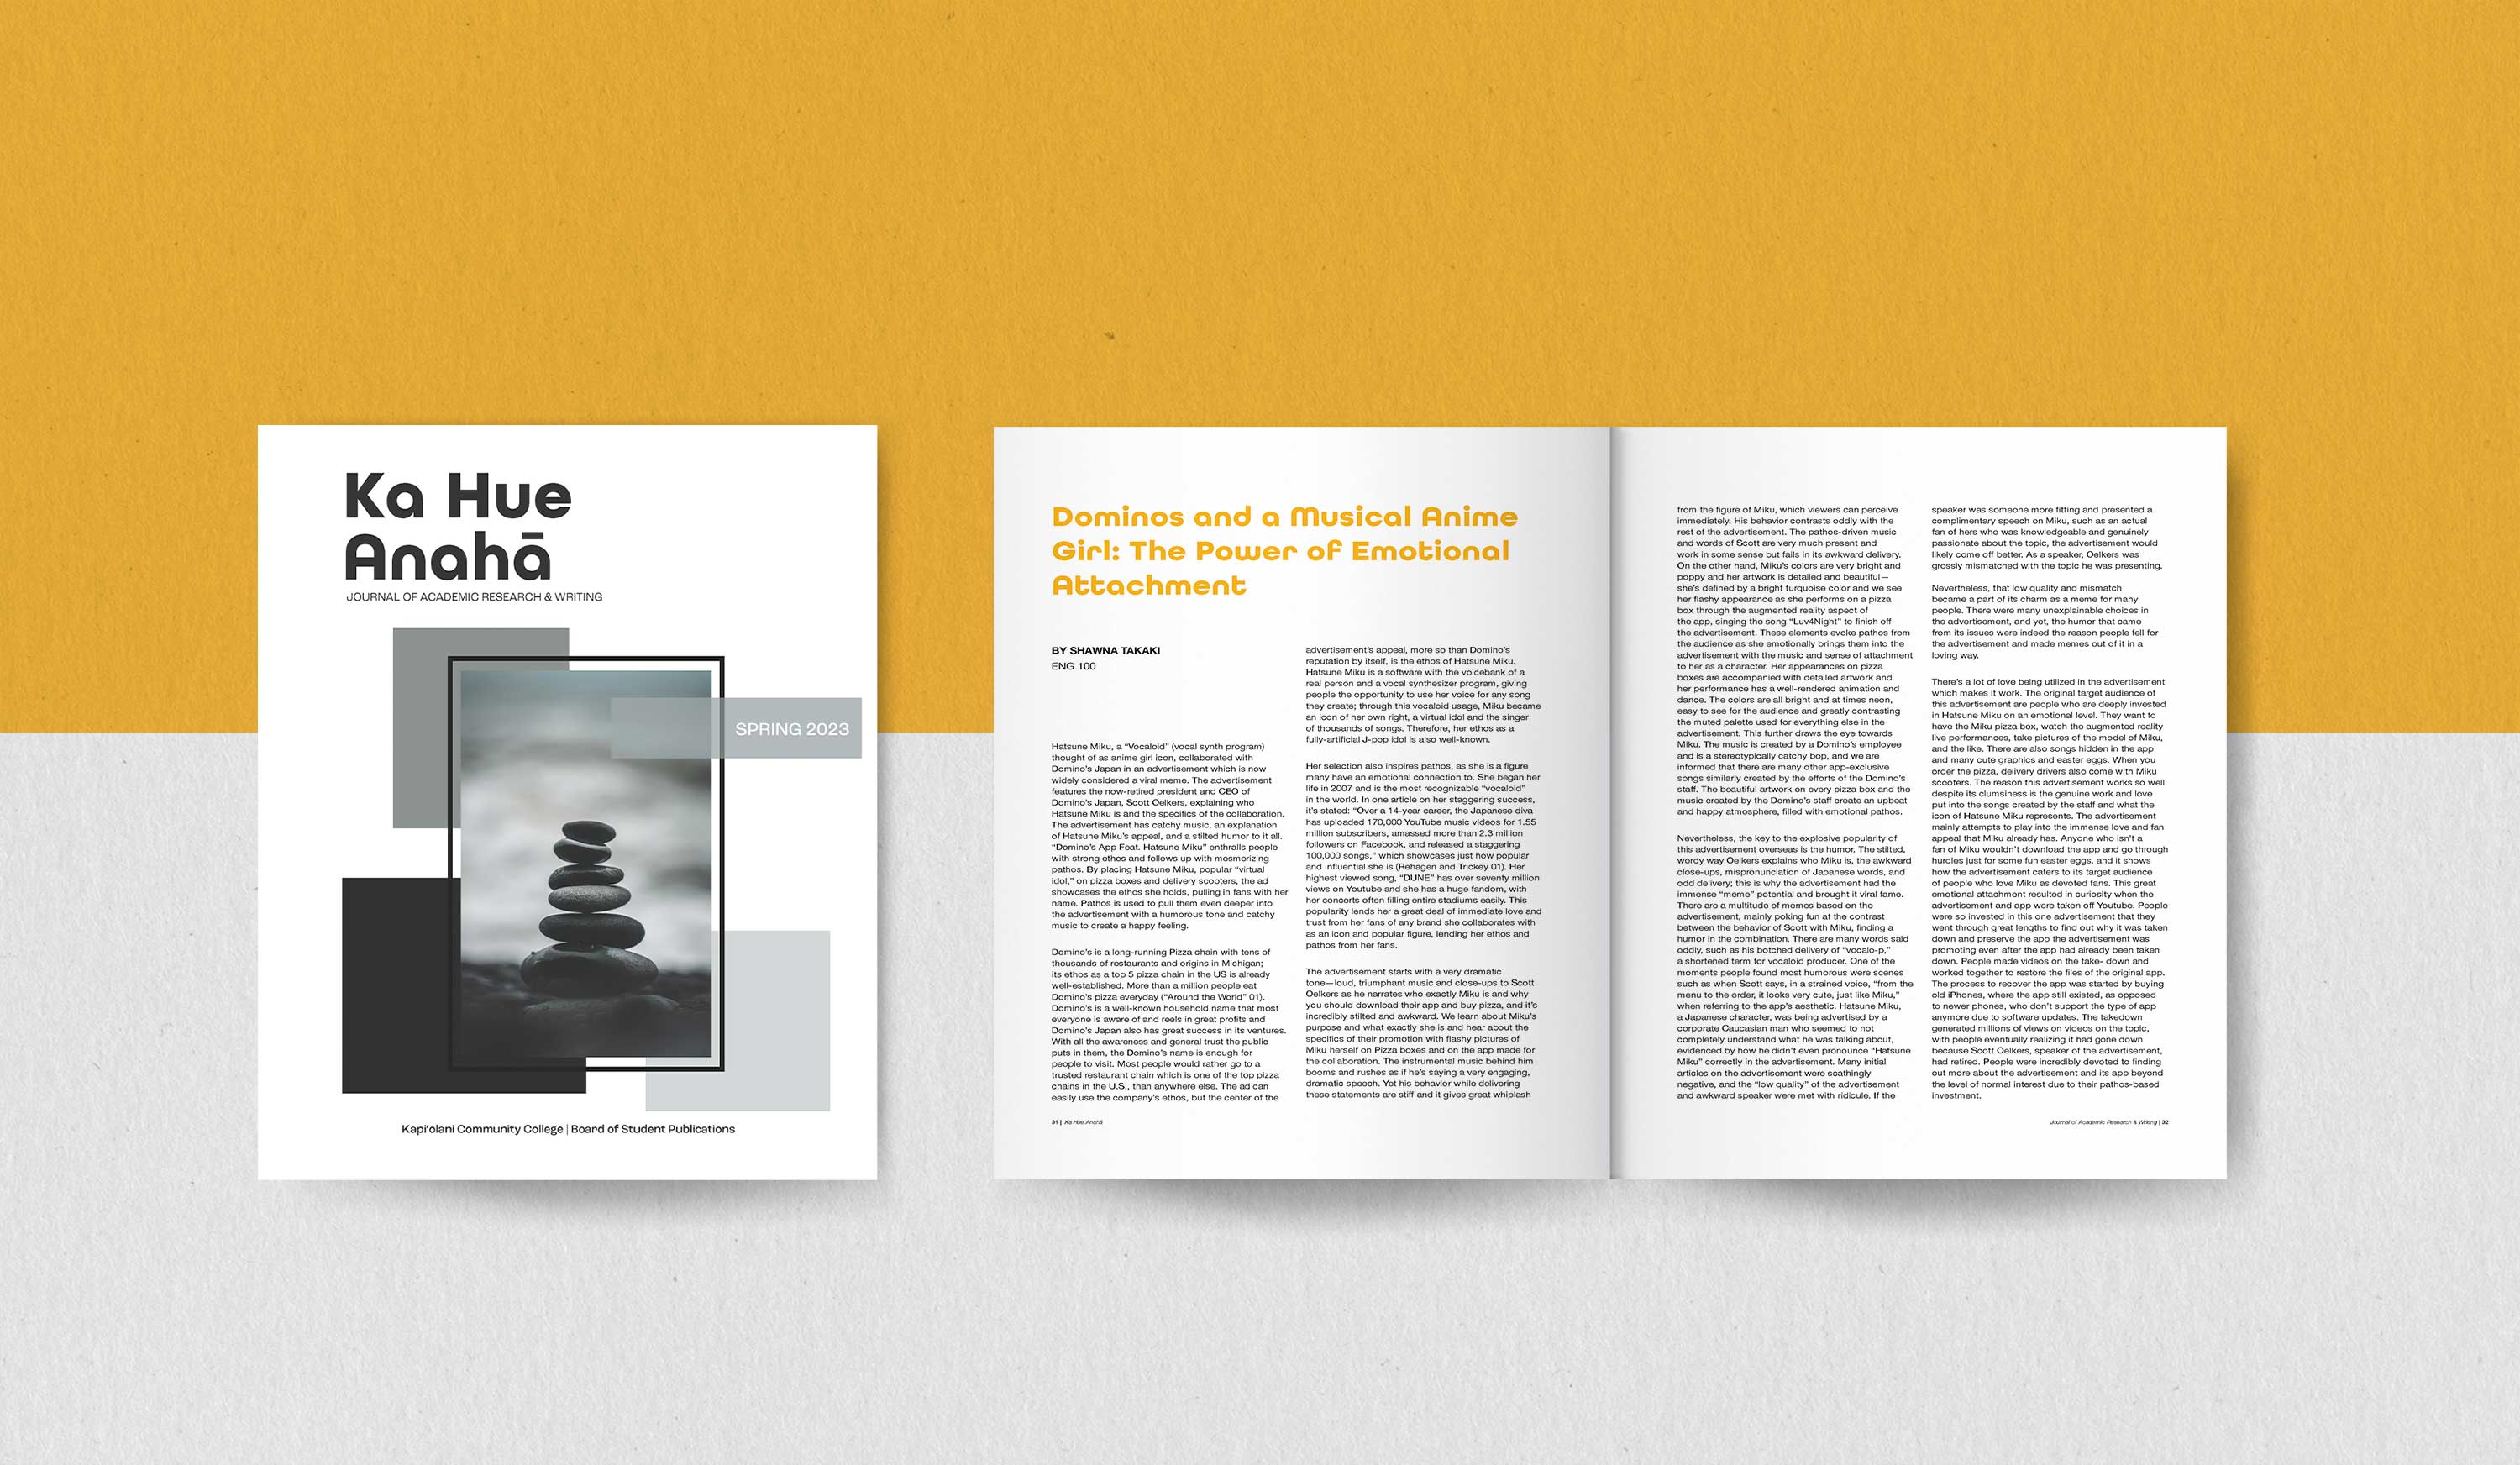 Ka Hue
Anahā
JOURNAL OF ACADEMIC RESEARCH & WRITING
SPRING 2023
Kapi‘olani Community College | Board of Student Publications
Dominos and a Musical Anime
Girl: The Power of Emotional
Attachment
BY SHAWNA TAKAKI
ENG 100
Hatsune Miku, a “Vocaloid” (vocal synth program)
thought of as anime girl icon, collaborated with
Domino’s Japan in an advertisement which is now
widely considered a viral meme. The advertisement
features the now-retired president and CEO of
Domino’s Japan, Scott Oelkers, explaining who
Hatsune Miku is and the specifics of the collaboration.
The advertisement has catchy music, an explanation
of Hatsune Miku’s appeal, and a stilted humor to it all.
“Domino’s App Feat. Hatsune Miku” enthralls people
with strong ethos and follows up with mesmerizing
pathos. By placing Hatsune Miku, popular “virtual
idol,” on pizza boxes and delivery scooters, the ad
showcases the ethos she holds, pulling in fans with her
name. Pathos is used to pull them even deeper into
the advertisement with a humorous tone and catchy
music to create a happy feeling.
Domino’s is a long-running Pizza chain with tens of
thousands of restaurants and origins in Michigan;
its ethos as a top 5 pizza chain in the US is already
well-established. More than a million people eat
Domino’s pizza everyday (“Around the World” 01).
Domino’s is a well-known household name that most
everyone is aware of and reels in great profits and
Domino’s Japan also has great success in its ventures.
With all the awareness and general trust the public
puts in them, the Domino’s name is enough for
people to visit. Most people would rather go to a
trusted restaurant chain which is one of the top pizza
chains in the U.S., than anywhere else. The ad can
easily use the company’s ethos, but the center of the
advertisement’s appeal, more so than Domino’s
reputation by itself, is the ethos of Hatsune Miku.
Hatsune Miku is a software with the voicebank of a
real person and a vocal synthesizer program, giving
people the opportunity to use her voice for any song
they create; through this vocaloid usage, Miku became
an icon of her own right, a virtual idol and the singer
of thousands of songs. Therefore, her ethos as a
fully-artificial J-pop idol is also well-known.
Her selection also inspires pathos, as she is a figure
many have an emotional connection to. She began her
life in 2007 and is the most recognizable “vocaloid”
in the world. In one article on her staggering success,
it’s stated: “Over a 14-year career, the Japanese diva
has uploaded 170,000 YouTube music videos for 1.55
million subscribers, amassed more than 2.3 million
followers on Facebook, and released a staggering
100,000 songs,” which showcases just how popular
and influential she is (Rehagen and Trickey 01). Her
highest viewed song, “DUNE” has over seventy million
views on Youtube and she has a huge fandom, with
her concerts often filling entire stadiums easily. This
popularity lends her a great deal of immediate love and
trust from her fans of any brand she collaborates with
as an icon and popular figure, lending her ethos and
pathos from her fans.
The advertisement starts with a very dramatic
tone—loud, triumphant music and close-ups to Scott
Oelkers as he narrates who exactly Miku is and why
you should download their app and buy pizza, and it’s
incredibly stilted and awkward. We learn about Miku’s
purpose and what exactly she is and hear about the
specifics of their promotion with flashy pictures of
Miku herself on Pizza boxes and on the app made for
the collaboration. The instrumental music behind him
booms and rushes as if he’s saying a very engaging,
dramatic speech. Yet his behavior while delivering
these statements are stiff and it gives great whiplash
31 | Ka Hue Anahā
from the figure of Miku, which viewers can perceive
immediately. His behavior contrasts oddly with the
rest of the advertisement. The pathos-driven music
and words of Scott are very much present and
work in some sense but fails in its awkward delivery.
On the other hand, Miku’s colors are very bright and
poppy and her artwork is detailed and beautiful—
she’s defined by a bright turquoise color and we see
her flashy appearance as she performs on a pizza
box through the augmented reality aspect of
the app, singing the song “Luv4Night” to finish off
the advertisement. These elements evoke pathos from
the audience as she emotionally brings them into the
advertisement with the music and sense of attachment
to her as a character. Her appearances on pizza
boxes are accompanied with detailed artwork and
her performance has a well-rendered animation and
dance. The colors are all bright and at times neon,
easy to see for the audience and greatly contrasting
the muted palette used for everything else in the
advertisement. This further draws the eye towards
Miku. The music is created by a Domino’s employee
and is a stereotypically catchy bop, and we are
informed that there are many other app-exclusive
songs similarly created by the efforts of the Domino’s
staff. The beautiful artwork on every pizza box and the
music created by the Domino’s staff create an upbeat
and happy atmosphere, filled with emotional pathos.
Nevertheless, the key to the explosive popularity of
this advertisement overseas is the humor. The stilted,
wordy way Oelkers explains who Miku is, the awkward
close-ups, mispronunciation of Japanese words, and
odd delivery; this is why the advertisement had the
immense “meme” potential and brought it viral fame.
There are a multitude of memes based on the
advertisement, mainly poking fun at the contrast
between the behavior of Scott with Miku, finding a
humor in the combination. There are many words said
oddly, such as his botched delivery of “vocalo-p,”
a shortened term for vocaloid producer. One of the
moments people found most humorous were scenes
such as when Scott says, in a strained voice, “from the
menu to the order, it looks very cute, just like Miku,”
when referring to the app’s aesthetic. Hatsune Miku,
a Japanese character, was being advertised by a
corporate Caucasian man who seemed to not
completely understand what he was talking about,
evidenced by how he didn’t even pronounce “Hatsune
Miku” correctly in the advertisement. Many initial
articles on the advertisement were scathingly
negative, and the “low quality” of the advertisement
and awkward speaker were met with ridicule. If the
speaker was someone more fitting and presented a
complimentary speech on Miku, such as an actual
fan of hers who was knowledgeable and genuinely
passionate about the topic, the advertisement would
likely come off better. As a speaker, Oelkers was
grossly mismatched with the topic he was presenting.
Nevertheless, that low quality and mismatch
became a part of its charm as a meme for many
people. There were many unexplainable choices in
the advertisement, and yet, the humor that came
from its issues were indeed the reason people fell for
the advertisement and made memes out of it in a
loving way.
There’s a lot of love being utilized in the advertisement
which makes it work. The original target audience of
this advertisement are people who are deeply invested
in Hatsune Miku on an emotional level. They want to
have the Miku pizza box, watch the augmented reality
live performances, take pictures of the model of Miku,
and the like. There are also songs hidden in the app
and many cute graphics and easter eggs. When you
order the pizza, delivery drivers also come with Miku
scooters. The reason this advertisement works so well
despite its clumsiness is the genuine work and love
put into the songs created by the staff and what the
icon of Hatsune Miku represents. The advertisement
mainly attempts to play into the immense love and fan
appeal that Miku already has. Anyone who isn’t a
fan of Miku wouldn’t download the app and go through
hurdles just for some fun easter eggs, and it shows
how the advertisement caters to its target audience
of people who love Miku as devoted fans. This great
emotional attachment resulted in curiosity when the
advertisement and app were taken off Youtube. People
were so invested in this one advertisement that they
went through great lengths to find out why it was taken
down and preserve the app the advertisement was
promoting even after the app had already been taken
down. People made videos on the take- down and
worked together to restore the files of the original app.
The process to recover the app was started by buying
old iPhones, where the app still existed, as opposed
to newer phones, who don’t support the type of app
anymore due to software updates. The takedown
generated millions of views on videos on the topic,
with people eventually realizing it had gone down
because Scott Oelkers, speaker of the advertisement,
had retired. People were incredibly devoted to finding
out more about the advertisement and its app beyond
the level of normal interest due to their pathos-based
investment.
Journal of Academic Research & Writing | 32